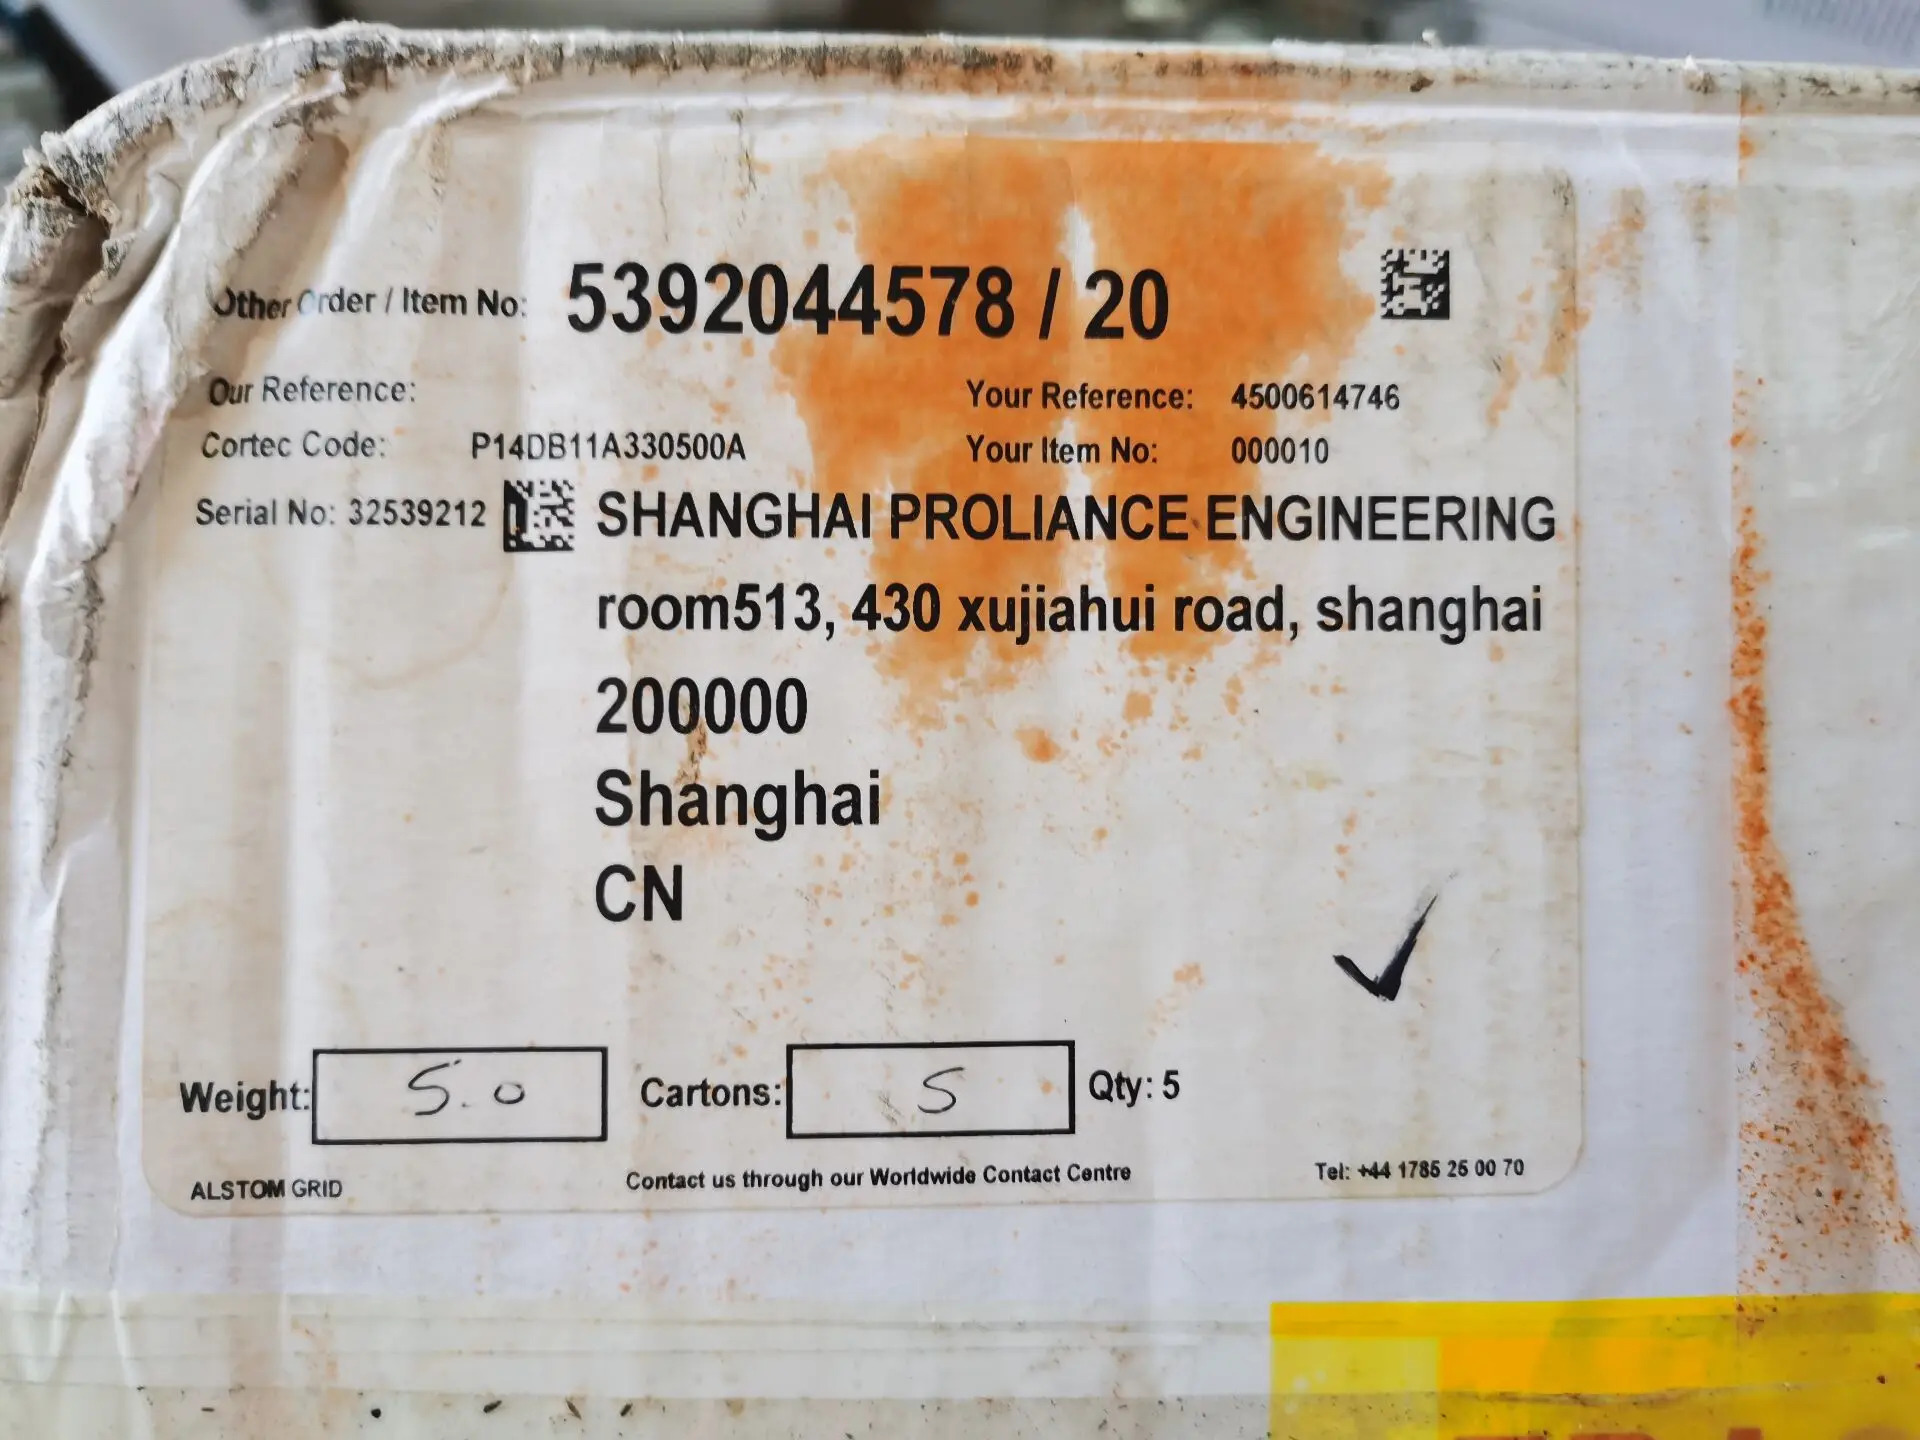 Other Order / Item No: 5392044578 / 20
Our Reference:
Your Reference: 4500614746
Cortec Code: P14DB11A330500A
Your Item No: 000010
Serial No: 32539212
SHANGHAI PROLIANCE ENGINEERING
room513, 430 xujiahui road, shanghai
200000
Shanghai
CN
Weight: 5.0 Cartons: 5 Qty: 5
ALSTOM GRID Contact us through our Worldwide Contact Centre Tel: +44 1785 25 00 70